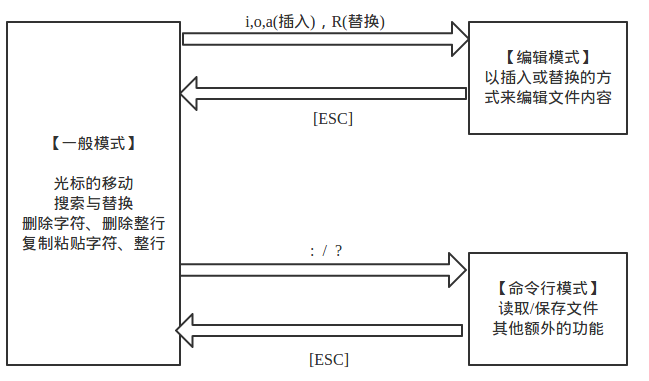 i,o,a(插入)，R(替换)
【编辑模式】
以插入或替换的方
式来编辑文件内容
[ESC]
【一般模式】
光标的移动
搜索与替换
删除字符、删除整行
复制粘贴字符、整行
: / ?
【命令行模式】
读取/保存文件
其他额外的功能
[ESC]